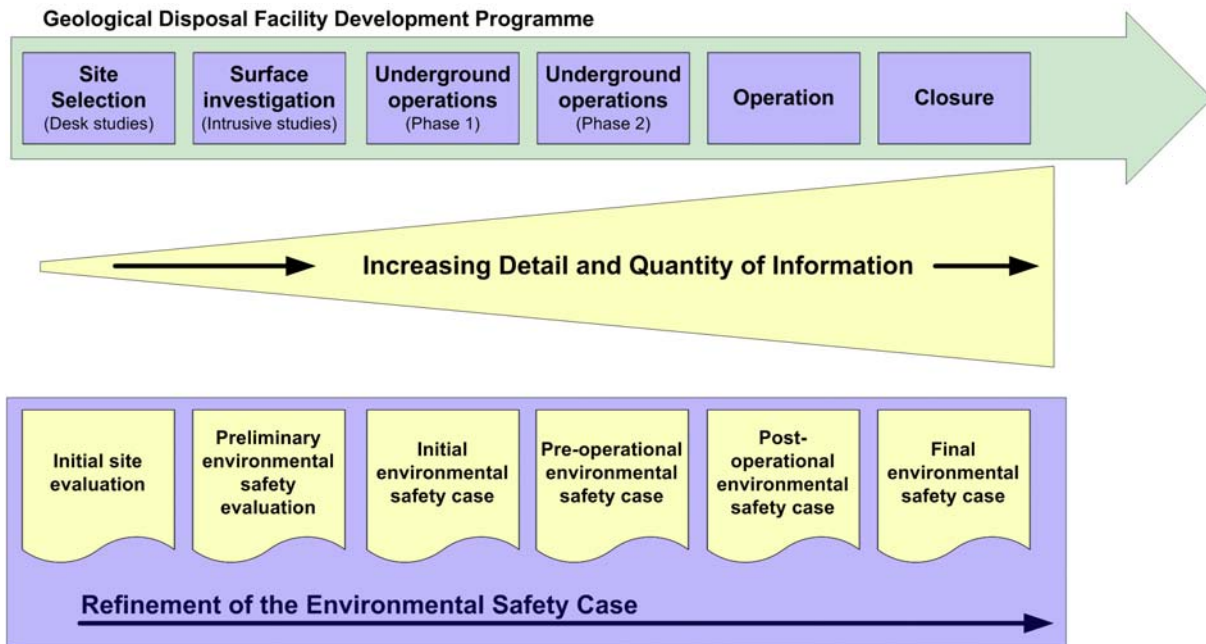 Geological Disposal Facility Development Programme
Site
Selection
(Desk studies)
Surface
investigation
(Intrusive studies)
Underground
operations
(Phase 1)
Underground
operations
(Phase 2)
Operation
Closure
Increasing Detail and Quantity of Information
Initial site
evaluation
Preliminary
environmental
safety
evaluation
Initial
environmental
safety case
Pre-operational
environmental
safety case
Post-
operational
environmental
safety case
Final
environmental
safety case
Refinement of the Environmental Safety Case